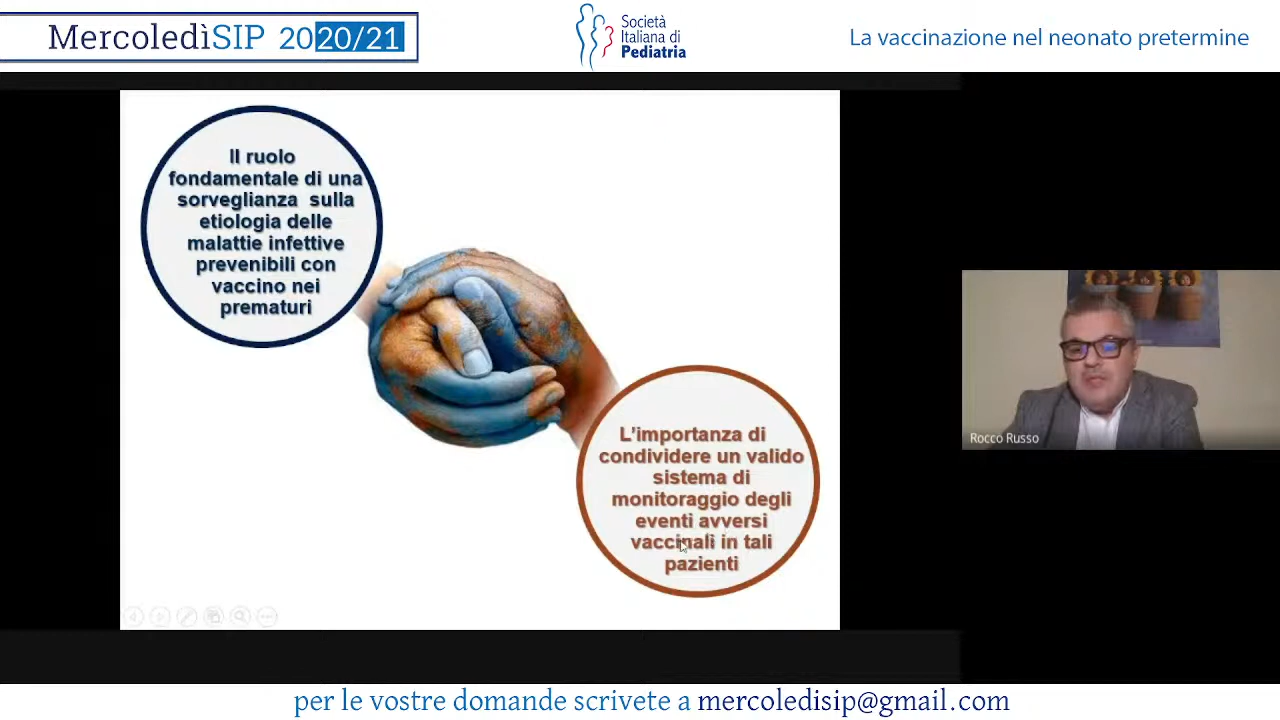 MercoledìSIP 2020/21
Società
Italiana di
Pediatria
La vaccinazione nel neonato pretermine
Il ruolo
fondamentale di una
sorveglianza sulla
etiologia delle
malattie infettive
prevenibili con
vaccino nei
prematuri
L'importanza di
condividere un valido
sistema di
monitoraggio degli
eventi avversi
vaccinali in tali
pazienti
Rocco Russo
per le vostre domande scrivete a mercoledisip@gmail.com